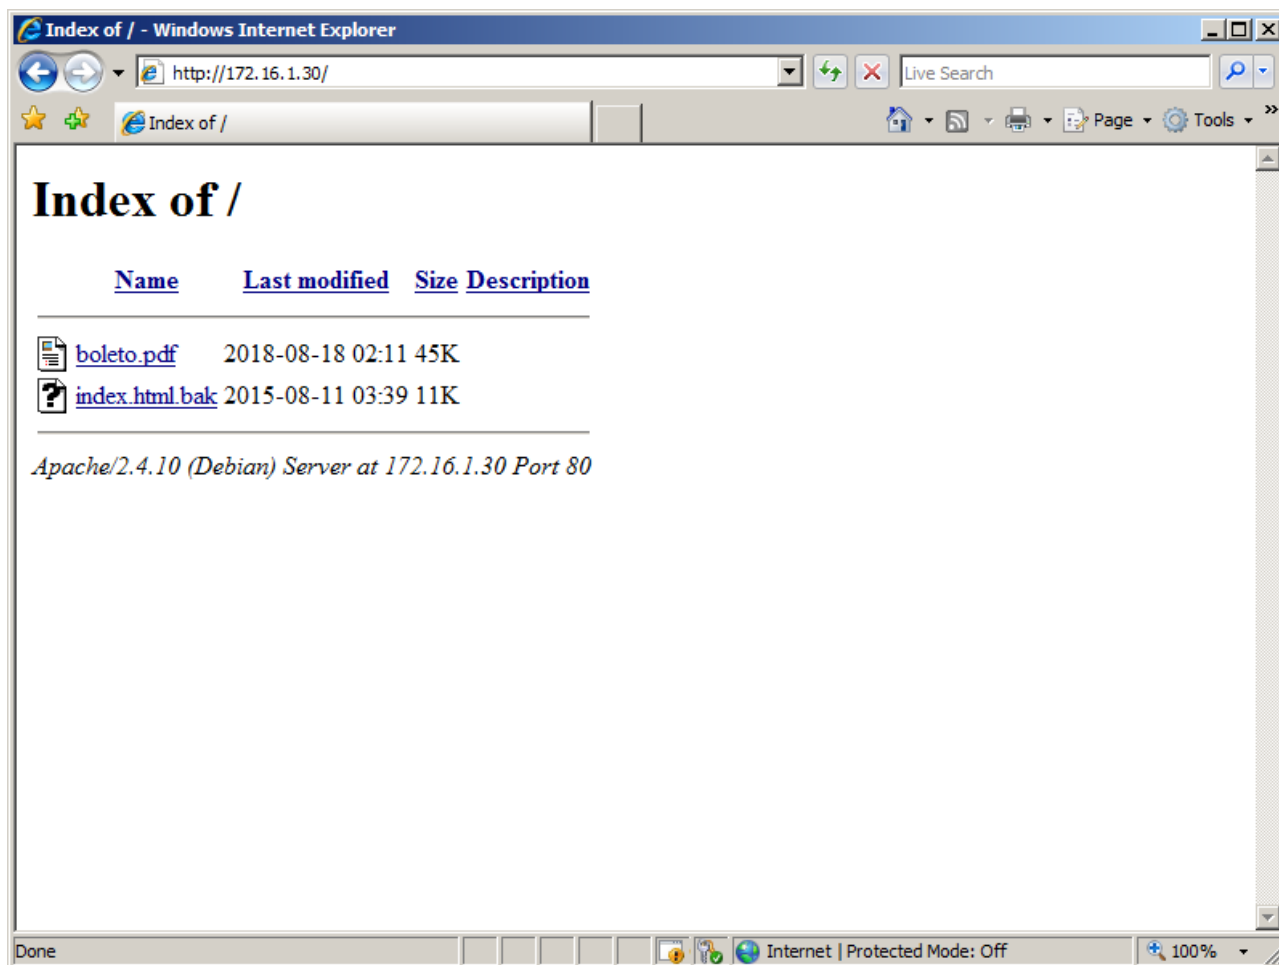 Index of / - Windows Internet Explorer
http://172.16.1.30/
Live Search
Index of /
Page
Tools
»
Index of /
Name Last modified Size Description
boleto.pdf 2018-08-18 02:11 45K
index.html.bak 2015-08-11 03:39 11K
Apache/2.4.10 (Debian) Server at 172.16.1.30 Port 80
Done
Internet | Protected Mode: Off
100%